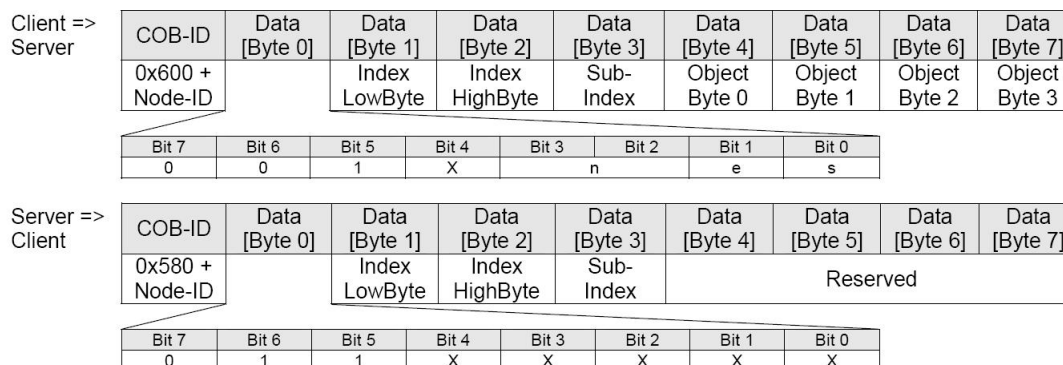 Client =>
Server
COB-ID Data [Byte 0] Data [Byte 1] Data [Byte 2] Data [Byte 3] Data [Byte 4] Data [Byte 5] Data [Byte 6] Data [Byte 7]
0x600 + Node-ID Index LowByte Index HighByte Sub-Index Object Byte 0 Object Byte 1 Object Byte 2 Object Byte 3
Bit 7 Bit 6 Bit 5 Bit 4 Bit 3 Bit 2 Bit 1 Bit 0
0 0 1 X n e s
Server =>
Client
COB-ID Data [Byte 0] Data [Byte 1] Data [Byte 2] Data [Byte 3] Data [Byte 4] Data [Byte 5] Data [Byte 6] Data [Byte 7]
0x580 + Node-ID Index LowByte Index HighByte Sub-Index Reserved
Bit 7 Bit 6 Bit 5 Bit 4 Bit 3 Bit 2 Bit 1 Bit 0
0 1 1 X X X X X